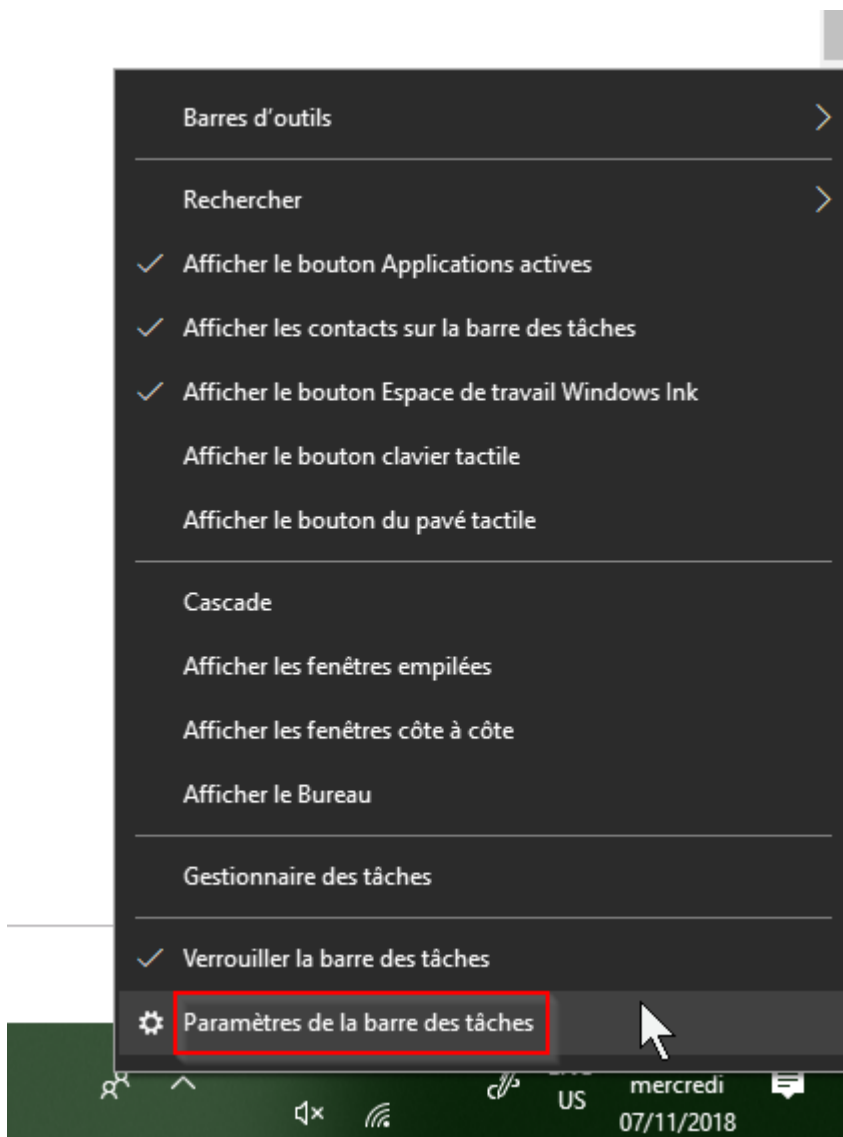 Barres d'outils
Rechercher
Afficher le bouton Applications actives
Afficher les contacts sur la barre des tâches
Afficher le bouton Espace de travail Windows Ink
Afficher le bouton clavier tactile
Afficher le bouton du pavé tactile
Cascade
Afficher les fenêtres empilées
Afficher les fenêtres côte à côte
Afficher le Bureau
Gestionnaire des tâches
Verrouiller la barre des tâches
Paramètres de la barre des tâches
US
mercredi
07/11/2018